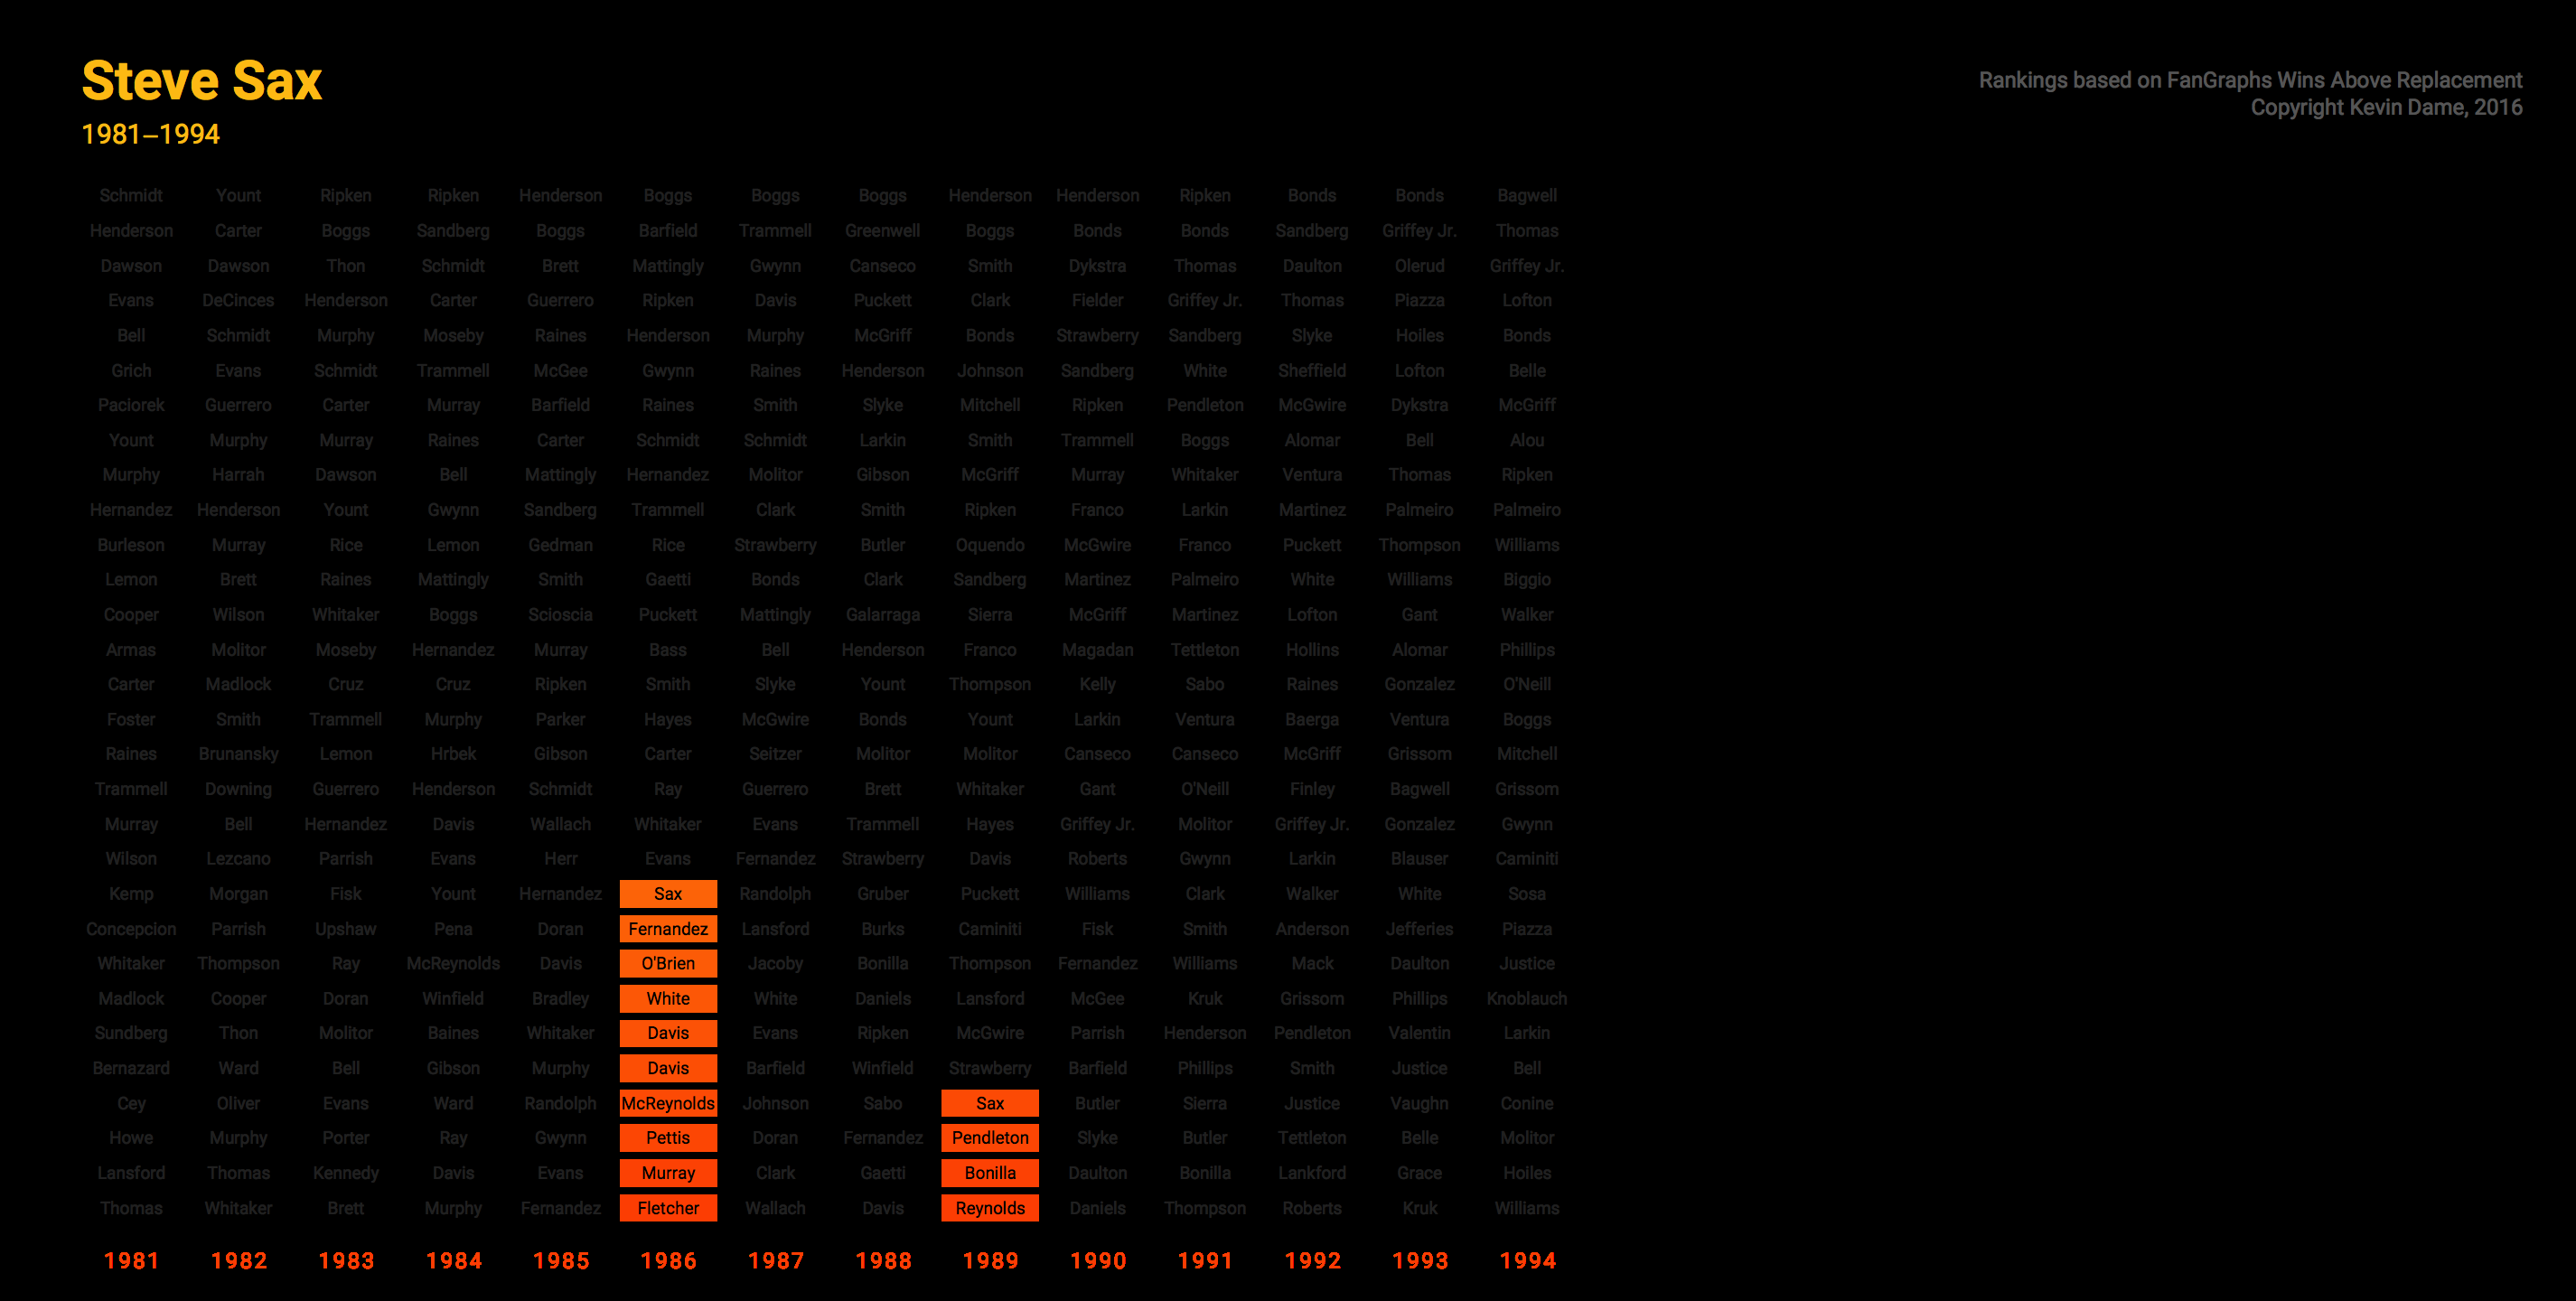 Steve Sax
1981–1994
Rankings based on FanGraphs Wins Above Replacement
Copyright Kevin Dame, 2016
Schmidt Yount Ripken Ripken Henderson Boggs Boggs Boggs Henderson Henderson Ripken Bonds Bonds Bagwell
Henderson Carter Boggs Sandberg Boggs Barfield Trammell Greenwell Boggs Bonds Bonds Sandberg Griffey Jr. Thomas
Dawson Dawson Thon Schmidt Brett Mattingly Gwynn Canseco Smith Dykstra Thomas Daulton Olerud Griffey Jr.
Evans DeCinces Henderson Carter Guerrero Ripken Davis Puckett Clark Fielder Griffey Jr. Thomas Piazza Lofton
Bell Schmidt Murphy Moseby Raines Henderson Murphy McGriff Bonds Strawberry Sandberg Slyke Hoiles Bonds
Grich Evans Schmidt Trammell McGee Gwynn Raines Henderson Johnson Sandberg White Sheffield Lofton Belle
Paciorek Guerrero Carter Murray Barfield Raines Smith Slyke Mitchell Ripken Pendleton McGwire Dykstra McGriff
Yount Murphy Murray Raines Carter Schmidt Schmidt Larkin Smith Trammell Boggs Alomar Bell Alou
Murphy Harrah Dawson Bell Mattingly Hernandez Molitor Gibson McGriff Murray Whitaker Ventura Thomas Ripken
Hernandez Henderson Yount Gwynn Sandberg Trammell Clark Smith Ripken Franco Larkin Martinez Palmeiro Palmeiro
Burleson Murray Rice Lemon Gedman Rice Strawberry Butler Oquendo McGwire Franco Puckett Thompson Williams
Lemon Brett Raines Mattingly Smith Gaetti Bonds Clark Sandberg Martinez Palmeiro White Williams Biggio
Cooper Wilson Whitaker Boggs Scioscia Puckett Mattingly Galarraga Sierra McGriff Martinez Lofton Gant Walker
Armas Molitor Moseby Hernandez Murray Bass Bell Henderson Franco Magadan Tettleton Hollins Alomar Phillips
Carter Madlock Cruz Cruz Ripken Smith Slyke Yount Thompson Kelly Sabo Raines Gonzalez O'Neill
Foster Smith Trammell Murphy Parker Hayes McGwire Bonds Yount Larkin Ventura Baerga Ventura Boggs
Raines Brunansky Lemon Hrbek Gibson Carter Seitzer Molitor Molitor Canseco Canseco McGriff Grissom Mitchell
Trammell Downing Guerrero Henderson Schmidt Ray Guerrero Brett Whitaker Gant O'Neill Finley Bagwell Grissom
Murray Bell Hernandez Davis Wallach Whitaker Evans Trammell Hayes Griffey Jr. Molitor Griffey Jr. Gonzalez Gwynn
Wilson Lezcano Parrish Evans Herr Evans Fernandez Strawberry Davis Roberts Gwynn Larkin Blauser Caminiti
Kemp Morgan Fisk Yount Hernandez Sax Randolph Gruber Puckett Williams Clark Walker White Sosa
Concepcion Parrish Upshaw Pena Doran Fernandez Lansford Burks Caminiti Fisk Smith Anderson Jefferies Piazza
Whitaker Thompson Ray McReynolds Davis O'Brien Jacoby Bonilla Thompson Fernandez Williams Mack Daulton Justice
Madlock Cooper Doran Winfield Bradley White White Daniels Lansford McGee Kruk Grissom Phillips Knoblauch
Sundberg Thon Molitor Baines Whitaker Davis Evans Ripken McGwire Parrish Henderson Pendleton Valentin Larkin
Bernazard Ward Bell Gibson Murphy Davis Barfield Winfield Strawberry Barfield Phillips Smith Justice Bell
Cey Oliver Evans Ward Randolph McReynolds Johnson Sabo Sax Butler Sierra Justice Vaughn Conine
Howe Murphy Porter Ray Gwynn Pettis Doran Fernandez Pendleton Slyke Butler Tettleton Belle Molitor
Lansford Thomas Kennedy Davis Evans Murray Clark Gaetti Bonilla Daulton Bonilla Lankford Grace Hoiles
Thomas Whitaker Brett Murphy Fernandez Fletcher Wallach Davis Reynolds Daniels Thompson Roberts Kruk Williams
1981 1982 1983 1984 1985 1986 1987 1988 1989 1990 1991 1992 1993 1994